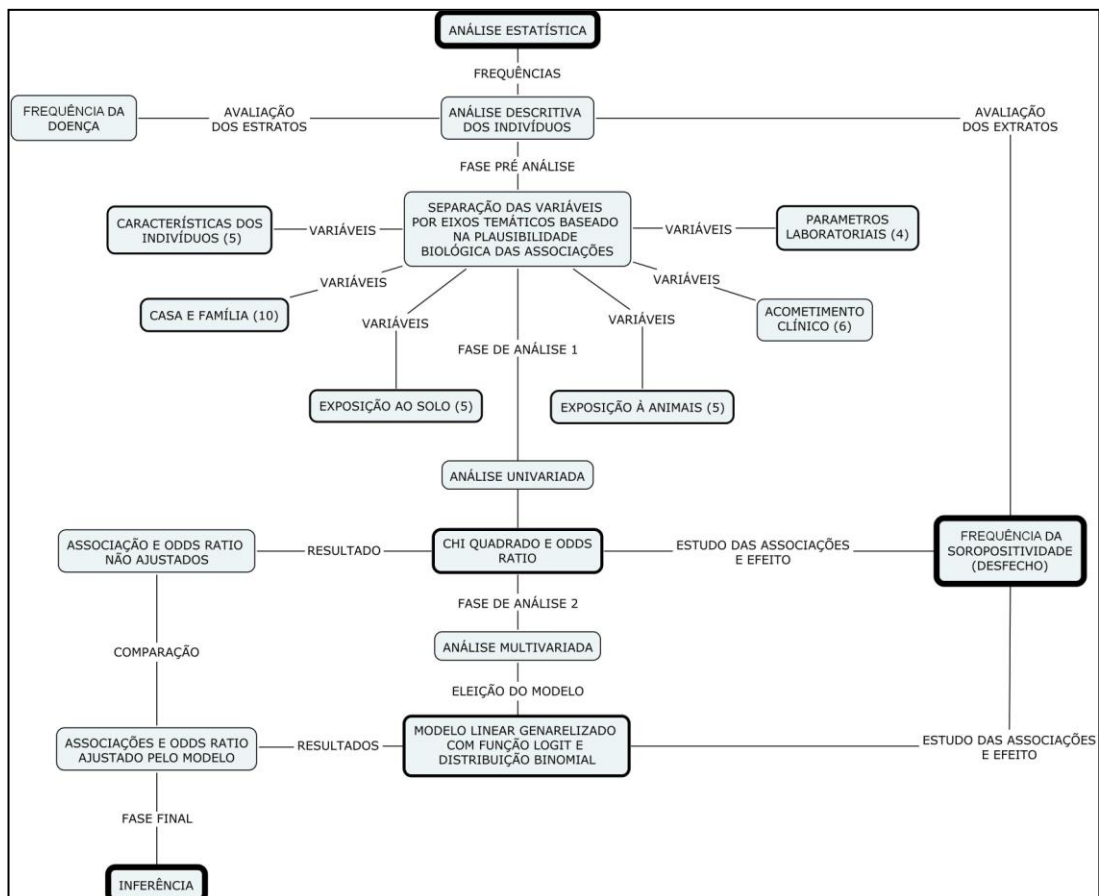 ANÁLISE ESTATÍSTICA
FREQUÊNCIAS
FREQUÊNCIA DA
DOENÇA
AVALIAÇÃO
DOS ESTRATOS
ANÁLISE DESCRITIVA
DOS INDIVÍDUOS
AVALIAÇÃO
DOS EXTRATOS
FASE PRÉ ANÁLISE
CARACTERÍSTICAS DOS
INDIVÍDUOS (5)
VARIÁVEIS
SEPARAÇÃO DAS VARIÁVEIS
POR EIXOS TEMÁTICOS BASEADO
NA PLAUSIBILIDADE
BIOLÓGICA DAS ASSOCIAÇÕES
VARIÁVEIS
PARAMETROS
LABORATORIAIS (4)
VARIÁVEIS
VARIÁVEIS
CASA E FAMÍLIA (10)
VARIÁVEIS
VARIÁVEIS
ACOMETIMENTO
CLÍNICO (6)
FASE DE ANÁLISE 1
EXPOSIÇÃO AO SOLO (5)
EXPOSIÇÃO À ANIMAIS (5)
ANÁLISE UNIVARIADA
ASSOCIAÇÃO E ODDS RATIO
NÃO AJUSTADOS
RESULTADO
CHI QUADRADO E ODDS
RATIO
ESTUDO DAS ASSOCIAÇÕES
E EFEITO
FREQUÊNCIA DA
SOROPOSITIVIDADE
(DESFECHO)
FASE DE ANÁLISE 2
COMPARAÇÃO
ANÁLISE MULTIVARIADA
ELEIÇÃO DO MODELO
ASSOCIAÇÕES E ODDS RATIO
AJUSTADO PELO MODELO
RESULTADOS
MODELO LINEAR GENARELIZADO
COM FUNÇÃO LOGIT E
DISTRIBUIÇÃO BINOMIAL
ESTUDO DAS ASSOCIAÇÕES
E EFEITO
FASE FINAL
INFERÊNCIA